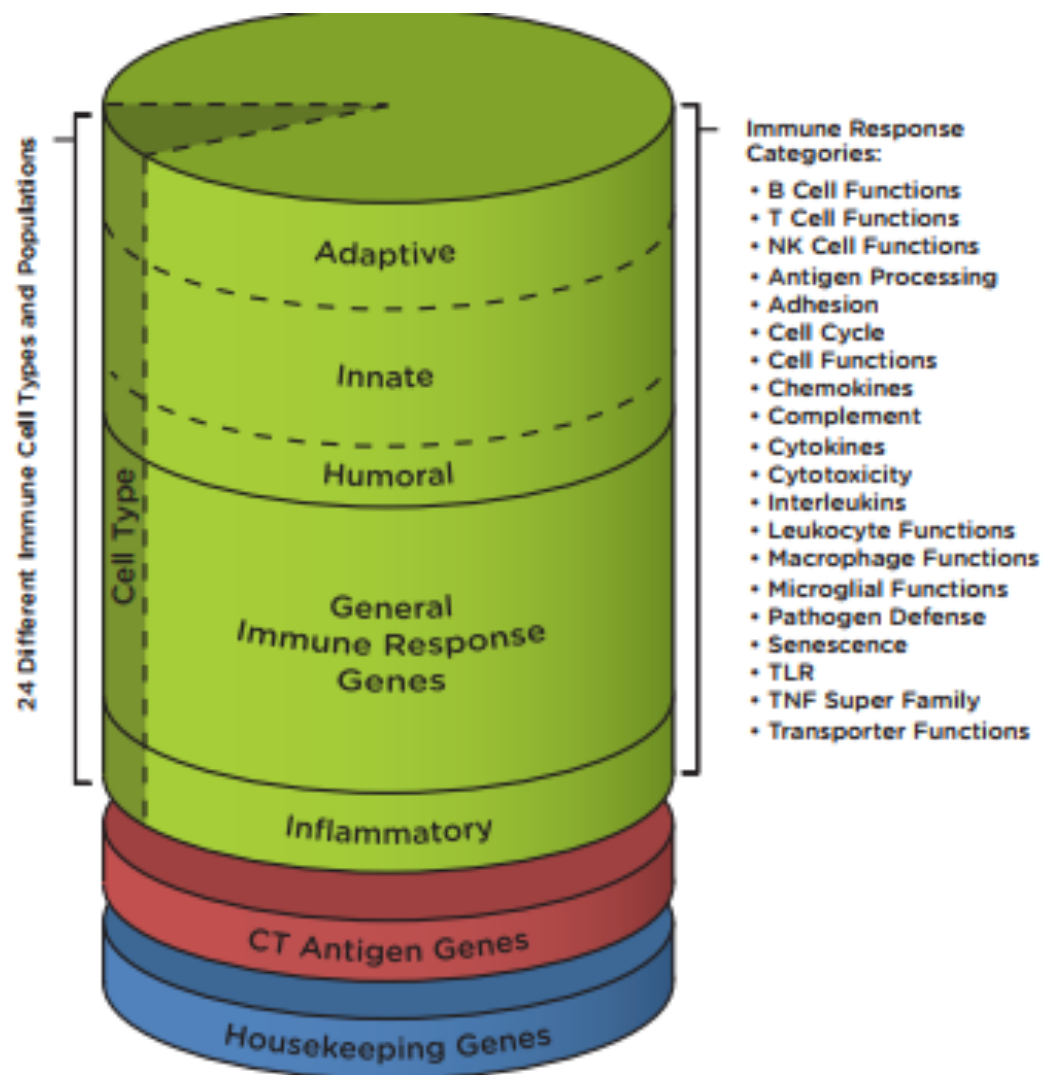 24 Different Immune Cell Types and Populations
Cell Type
Adaptive
Innate
Humoral
General
Immune Response
Genes
Inflammatory
CT Antigen Genes
Housekeeping Genes
Immune Response
Categories:
• B Cell Functions
• T Cell Functions
• NK Cell Functions
• Antigen Processing
• Adhesion
• Cell Cycle
• Cell Functions
• Chemokines
• Complement
• Cytokines
• Cytotoxicity
• Interleukins
• Leukocyte Functions
• Macrophage Functions
• Microglial Functions
• Pathogen Defense
• Senescence
• TLR
• TNF Super Family
• Transporter Functions